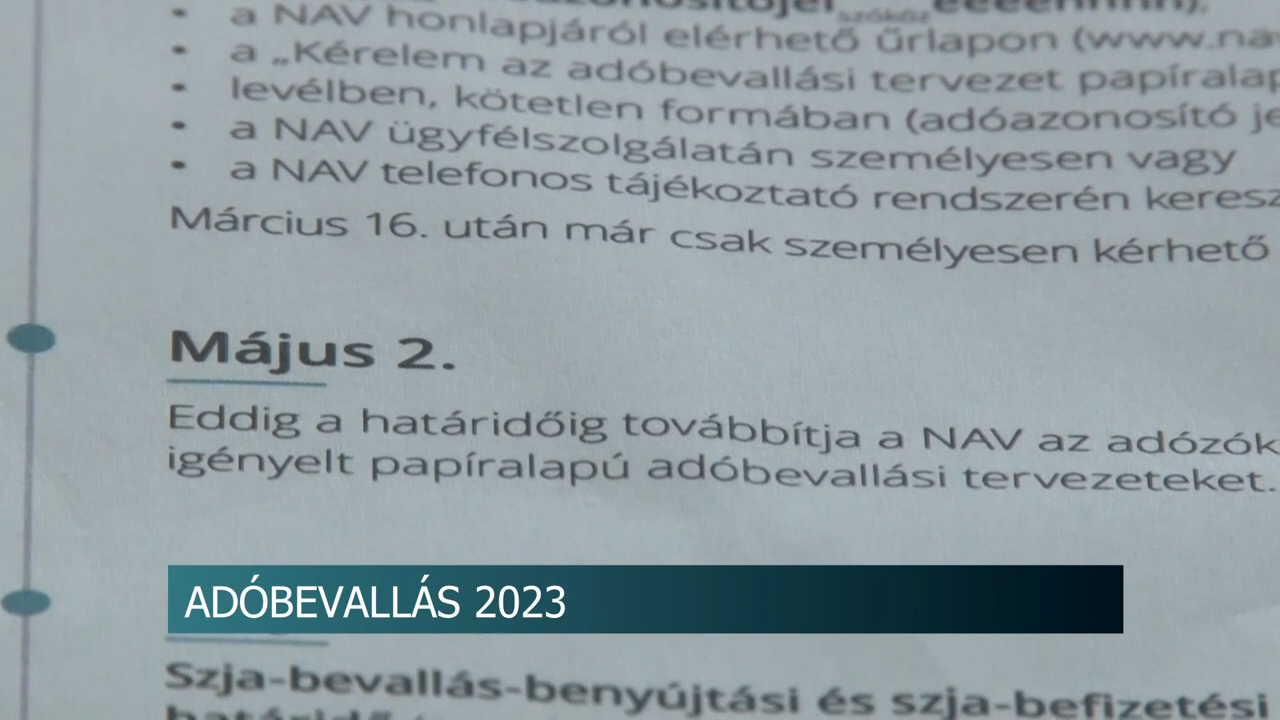 • a NAV honlapjáról elérhető űrlapon (www.na
• a „Kérelem az adóbevallási tervezet papírala
• levélben, kötetlen formában (adóazonosító je
• a NAV ügyfélszolgálatán személyesen vagy
• a NAV telefonos tájékoztató rendszerén keresz
Március 16. után már csak személyesen kérhető
Május 2.
Eddig a határidőig továbbítja a NAV az adózók
igényelt papíralapú adóbevallási tervezeteket.
ADÓBEVALLÁS 2023
Szja-bevallás-benyújtási és szja-befizetési